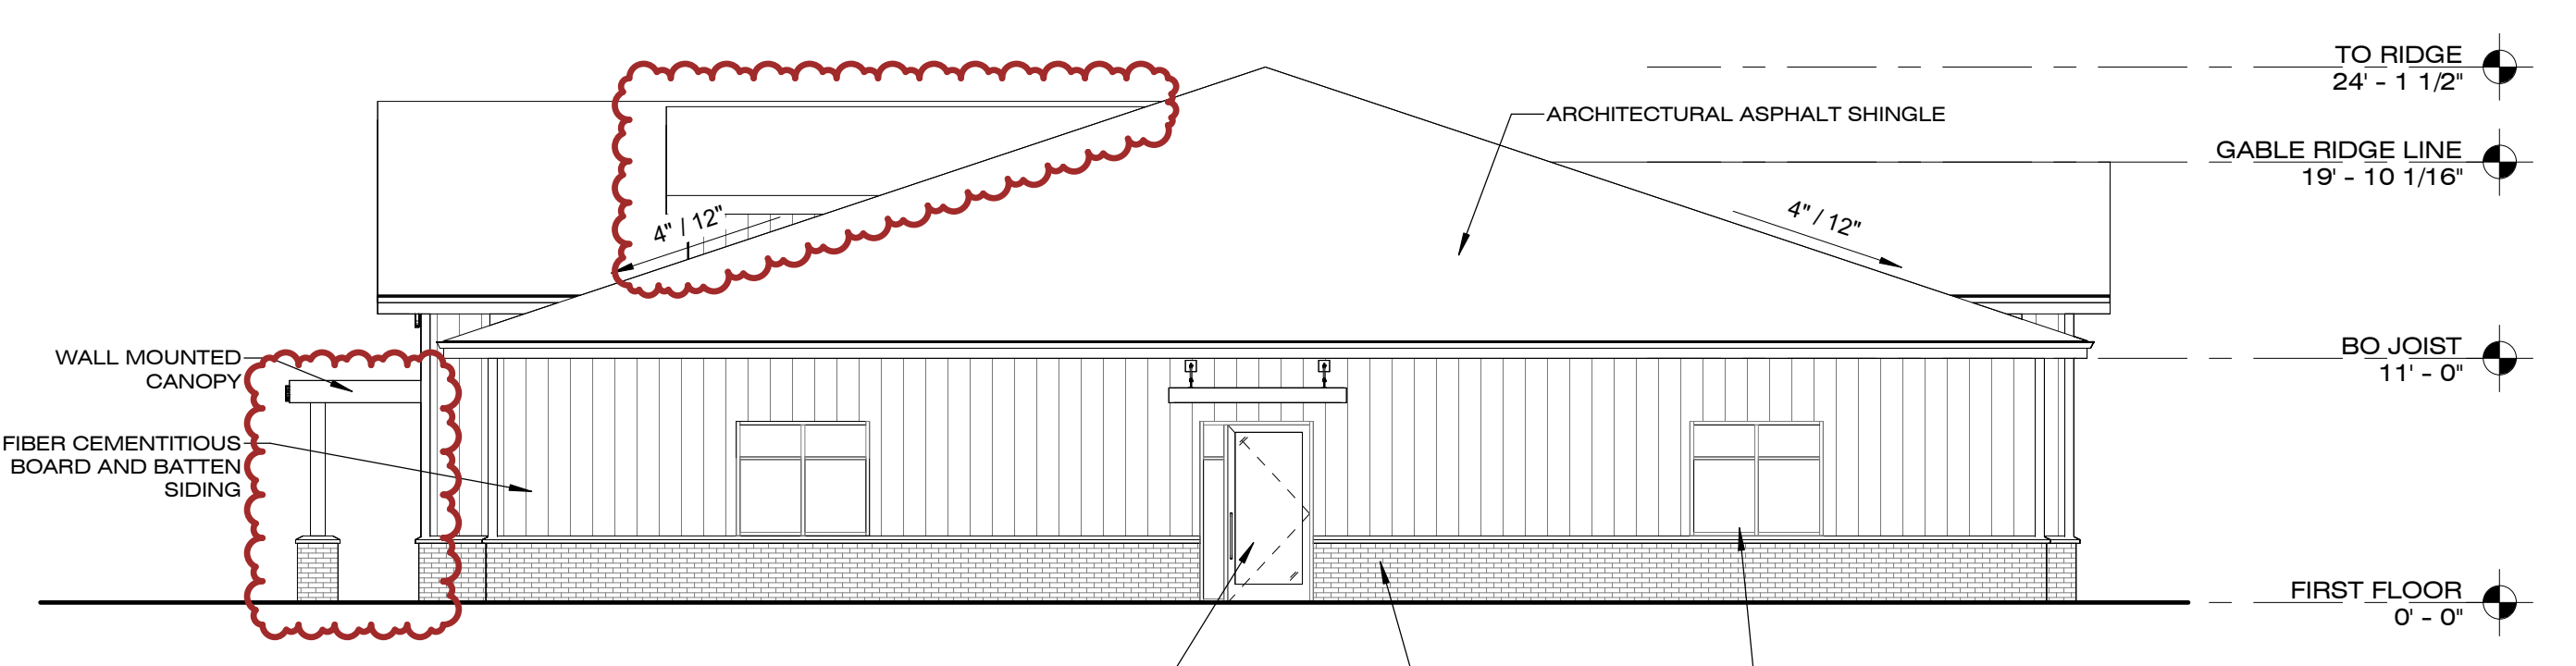 TO RIDGE
24' - 1 1/2"
ARCHITECTURAL ASPHALT SHINGLE
GABLE RIDGE LINE
19' - 10 1/16"
4" / 12"
4" / 12"
WALL MOUNTED
CANOPY
BO JOIST
11' - 0"
FIBER CEMENTITIOUS
BOARD AND BATTEN
SIDING
FIRST FLOOR
0' - 0"